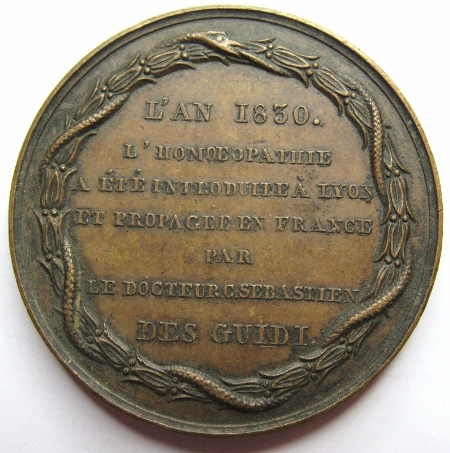 L'AN 1830.
L'HOMŒOPATHIE
A ÉTÉ INTRODUITE À LYON
ET PROPAGÉE EN FRANCE
PAR
LE DOCTEUR C. SEBASTIEN
DES GUIDI.